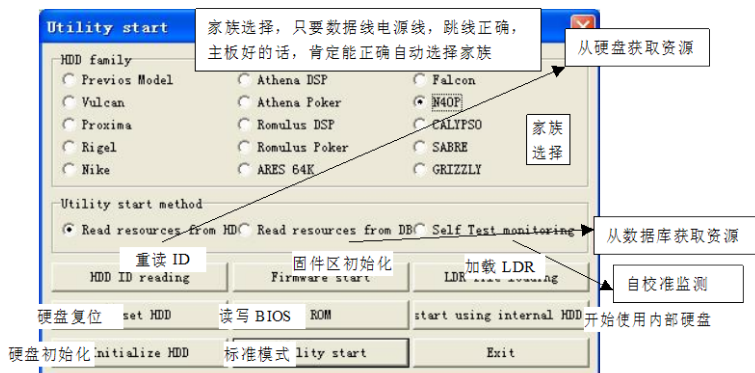 Utility start
家族选择，只要数据线电源线，跳线正确，
主板好的话，肯定能正确自动选择家族
从硬盘获取资源
HDD family
Previos Model Athena DSP Falcon
Vulcan Athena Poker N40P
Proxima Romulus DSP CALYPSO
Rigel Romulus Poker SABRE
Nike ARES 64K GRIZZLY
家族
选择
Utility start method
Read resources from HD Read resources from DB Self Test monitoring
从数据库获取资源
重读 ID 固件区初始化 加载 LDR
HDD ID reading Firmware start LDR
自校准监测
硬盘复位 set HDD 读写 BIOS ROM start using internal HDD 开始使用内部硬盘
硬盘初始化 nitialize HDD 标准模式 lity start Exit